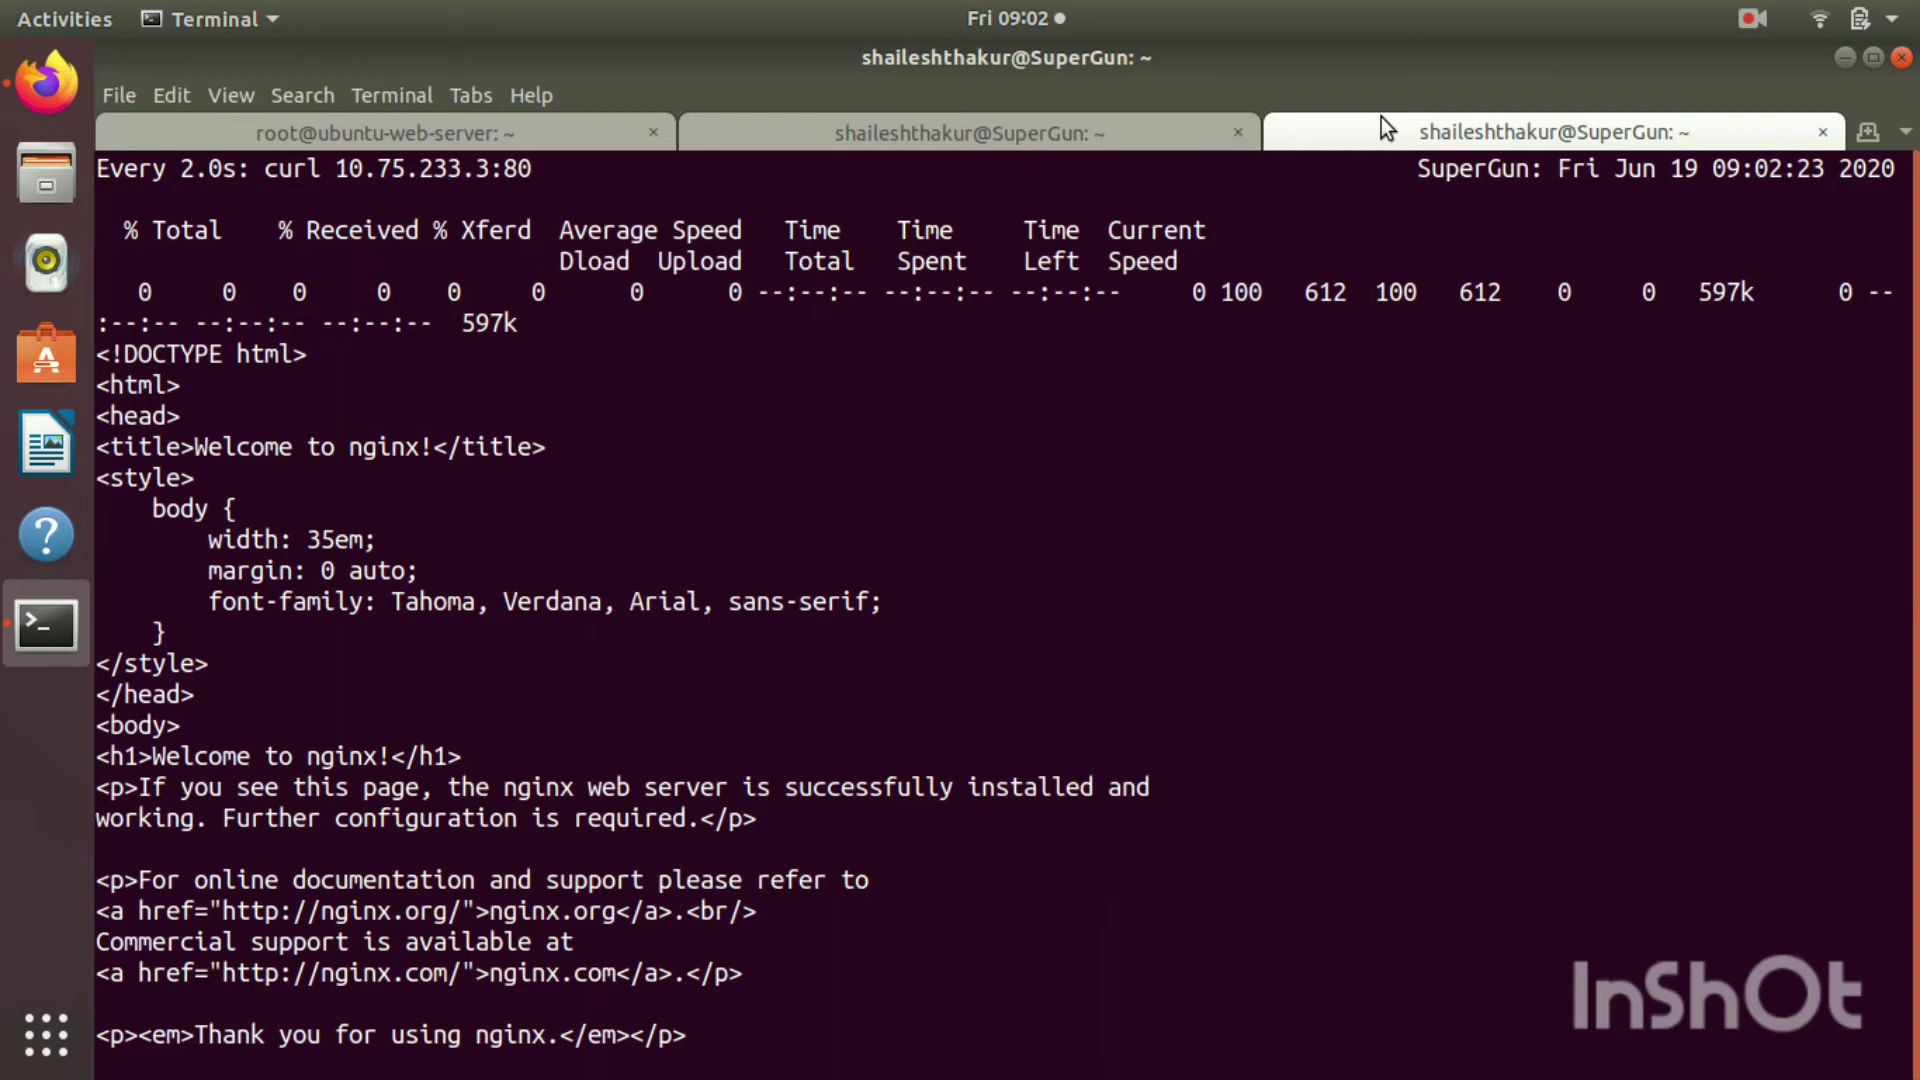 Activities Terminal Fri 09:02
shaileshthakur@SuperGun: ~
File Edit View Search Terminal Tabs Help
root@ubuntu-web-server: ~ × shaileshthakur@SuperGun: ~ × shaileshthakur@SuperGun: ~ ×
Every 2.0s: curl 10.75.233.3:80 SuperGun: Fri Jun 19 09:02:23 2020
% Total % Received % Xferd Average Speed Time Time Time Current
Dload Upload Total Spent Left Speed
0 0 0 0 0 0 0 0 --:--:-- --:--:-- --:--:-- 0 100 612 100 612 0 0 597k 0 --
:--:-- --:--:-- --:--:-- 597k
<!DOCTYPE html>
<html>
<head>
<title>Welcome to nginx!</title>
<style>
body {
width: 35em;
margin: 0 auto;
font-family: Tahoma, Verdana, Arial, sans-serif;
}
</style>
</head>
<body>
<h1>Welcome to nginx!</h1>
<p>If you see this page, the nginx web server is successfully installed and
working. Further configuration is required.</p>
<p>For online documentation and support please refer to
<a href="http://nginx.org/">nginx.org</a>.<br/>
Commercial support is available at
<a href="http://nginx.com/">nginx.com</a>.</p>
<p><em>Thank you for using nginx.</em></p>
InShOt